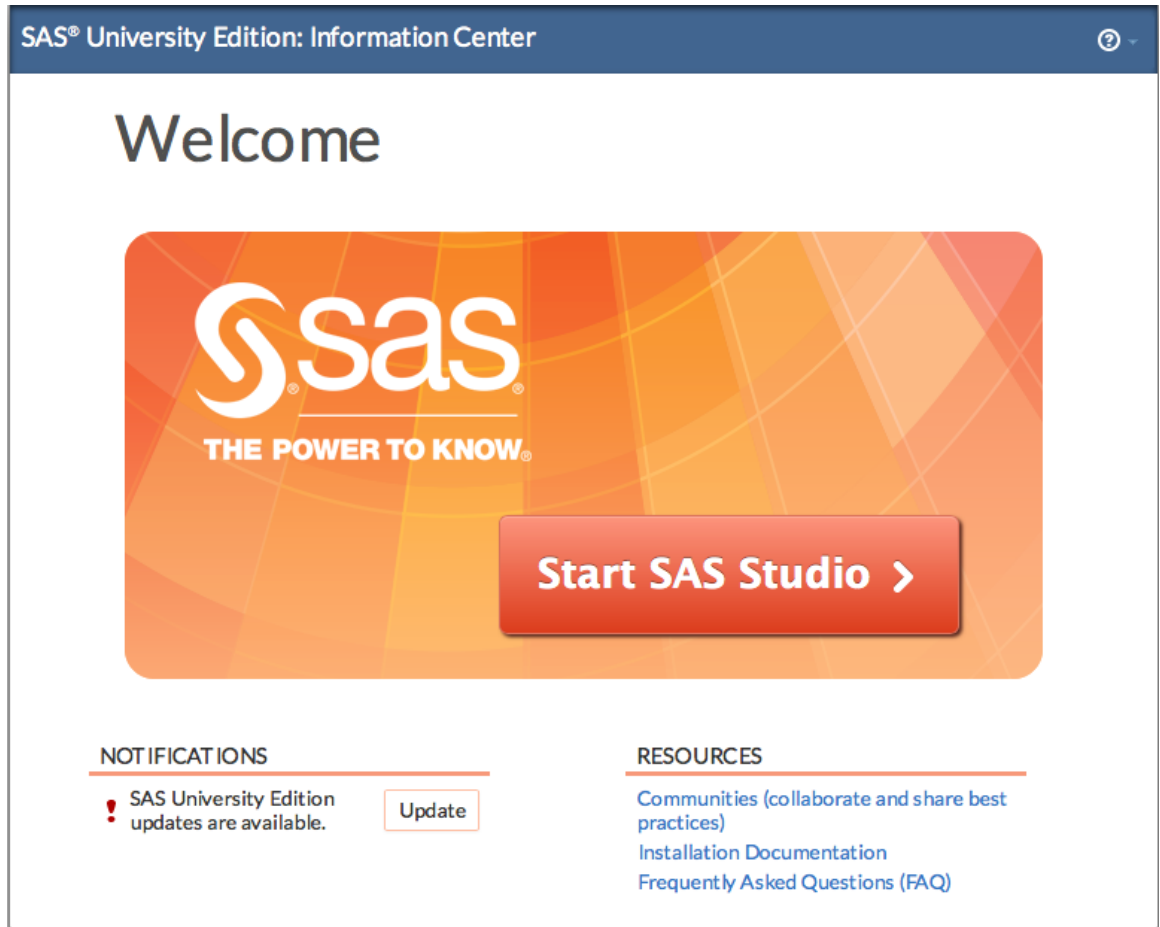 SAS® University Edition: Information Center
Welcome
sas®
THE POWER TO KNOW®
Start SAS Studio
NOTIFICATIONS
SAS University Edition
updates are available.
Update
RESOURCES
Communities (collaborate and share best
practices)
Installation Documentation
Frequently Asked Questions (FAQ)